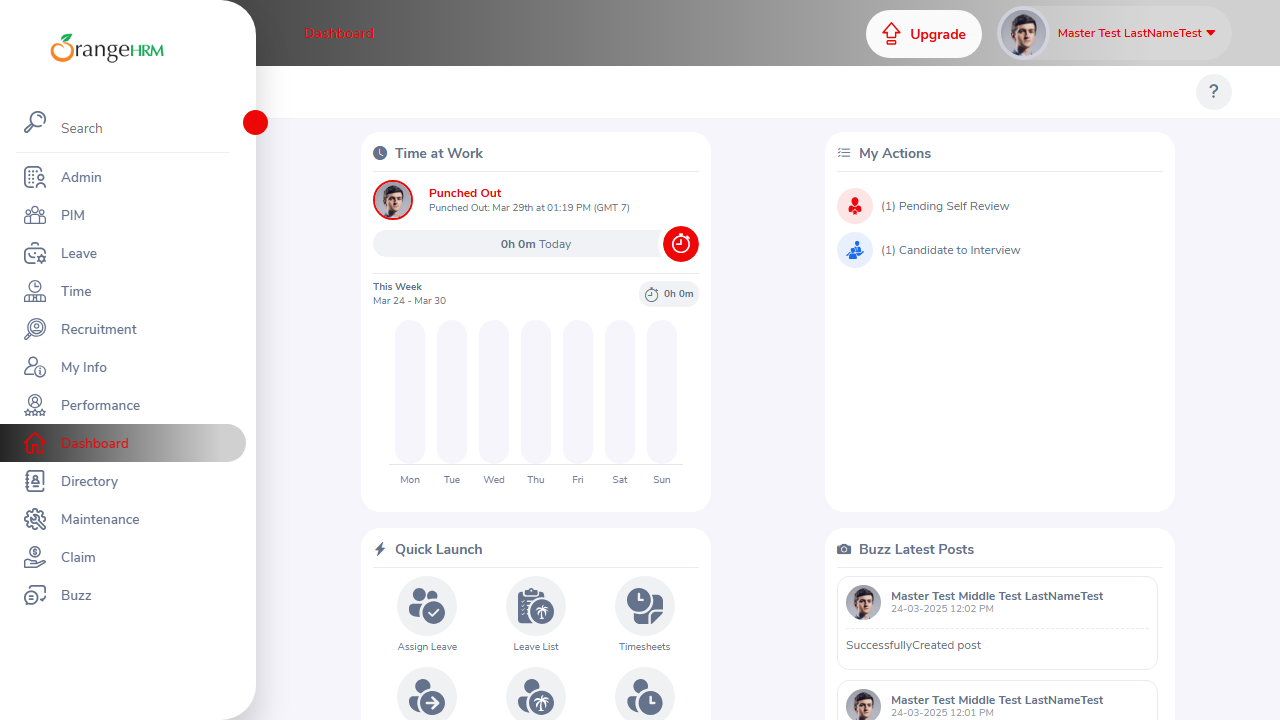 OrangeHRM
Dashboard
Upgrade
Master Test LastNameTest
?
Search
Admin
PIM
Leave
Time
Recruitment
My Info
Performance
Dashboard
Directory
Maintenance
Claim
Buzz
Time at Work
Punched Out
Punched Out: Mar 29th at 01:19 PM (GMT 7)
0h 0m Today
This Week
Mar 24 - Mar 30
0h 0m
Mon Tue Wed Thu Fri Sat Sun
My Actions
(1) Pending Self Review
(1) Candidate to Interview
Quick Launch
Assign Leave
Leave List
Timesheets
Buzz Latest Posts
Master Test Middle Test LastNameTest
24-03-2025 12:02 PM
SuccessfullyCreated post
Master Test Middle Test LastNameTest
24-03-2025 12:01 PM